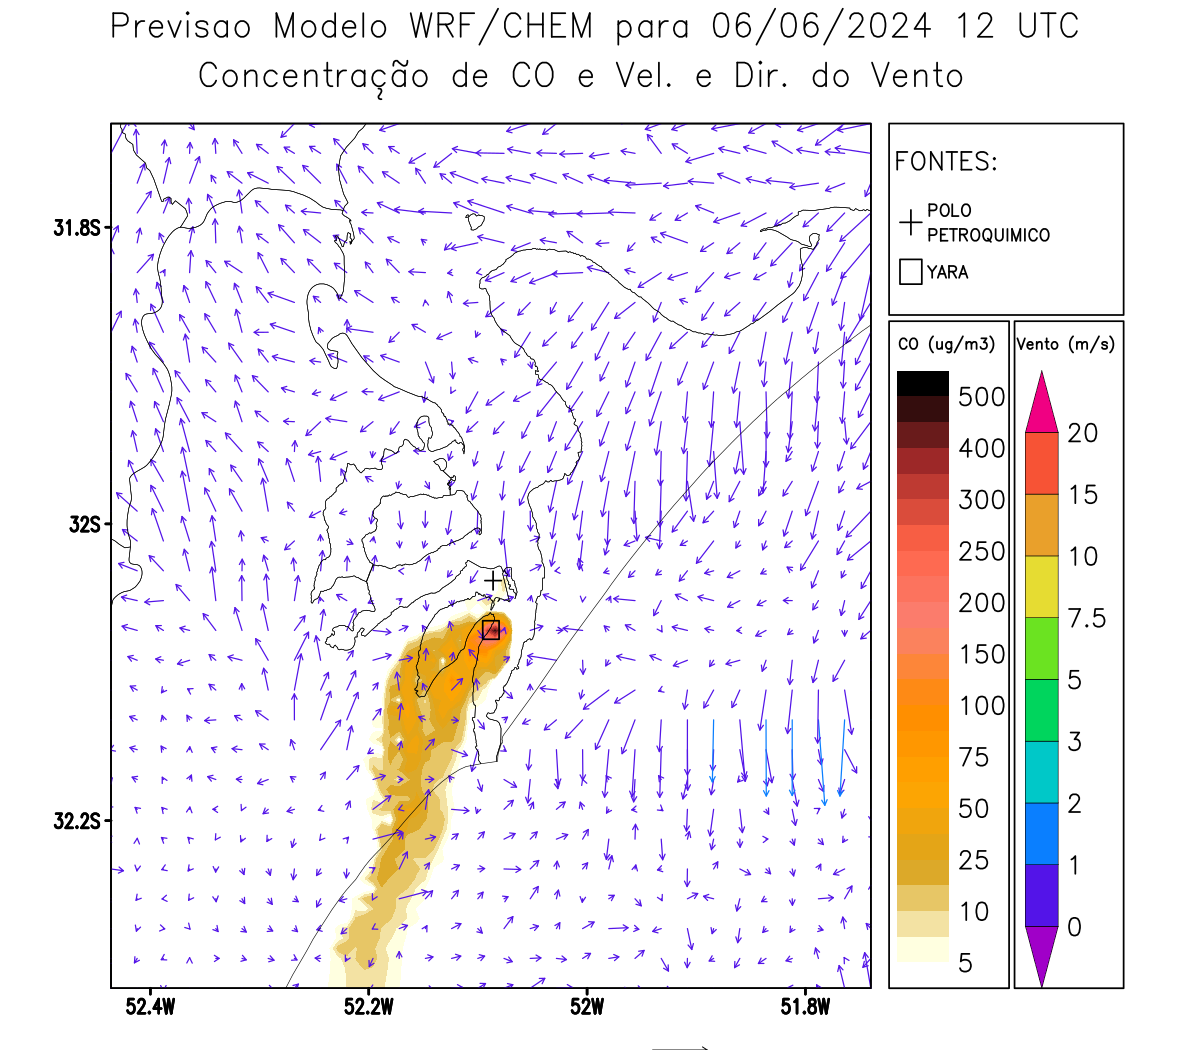 Previsao Modelo WRF/CHEM para 06/06/2024 12 UTC
Concentração de CO e Vel. e Dir. do Vento
FONTES:
POLO
PETROQUIMICO
YARA
CO (ug/m3)
500
400
300
250
200
150
100
75
50
25
10
5
Vento (m/s)
20
15
10
7.5
5
3
2
1
0
31.8S
32S
32.2S
52.4W
52.2W
52W
51.8W